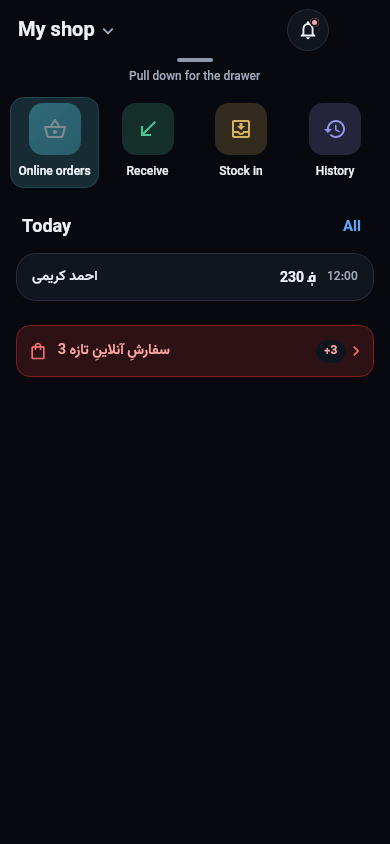 My shop
Pull down for the drawer
Online orders
Receive
Stock in
History
Today
All
احمد کریمی
230 ؋
12:00
3 سفارشِ آنلاینِ تازه
+3